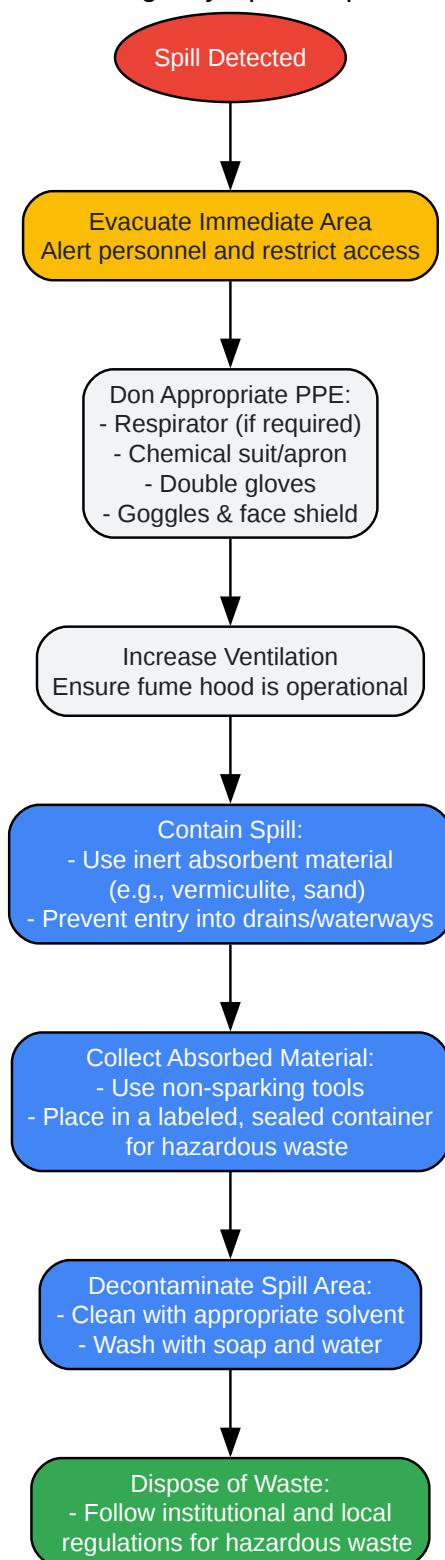 Spill Detected
Evacuate Immediate Area
Alert personnel and restrict access
Don Appropriate PPE:
- Respirator (if required)
- Chemical suit/apron
- Double gloves
- Goggles & face shield
Increase Ventilation
Ensure fume hood is operational
Contain Spill:
- Use inert absorbent material
(e.g., vermiculite, sand)
- Prevent entry into drains/waterways
Collect Absorbed Material:
- Use non-sparking tools
- Place in a labeled, sealed container
for hazardous waste
Decontaminate Spill Area:
- Clean with appropriate solvent
- Wash with soap and water
Dispose of Waste:
- Follow institutional and local
regulations for hazardous waste